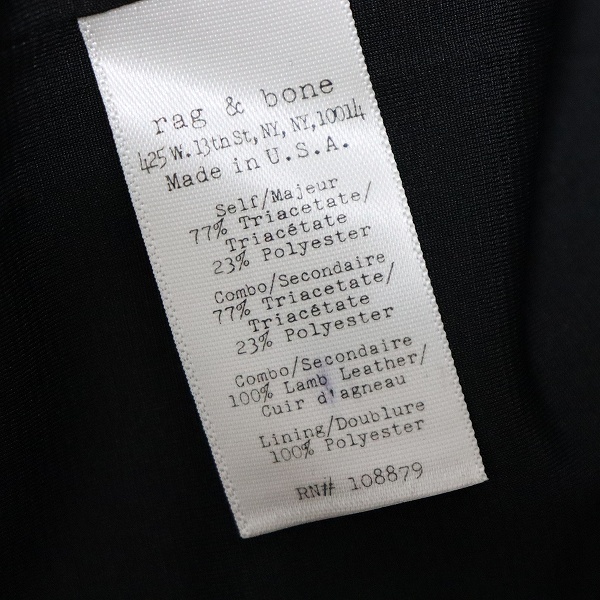 rag & bone
425 W. 13th St, NY, NY, 10014
Made in U.S.A.
Self/Majeur
77% Triacetate/
Triacétate
23% Polyester
Combo/Secondaire
77% Triacetate/
Triacétate
23% Polyester
Combo/Secondaire
100% Lamb Leather/
Cuir d'agneau
Lining/Doublure
100% Polyester
RN# 108879